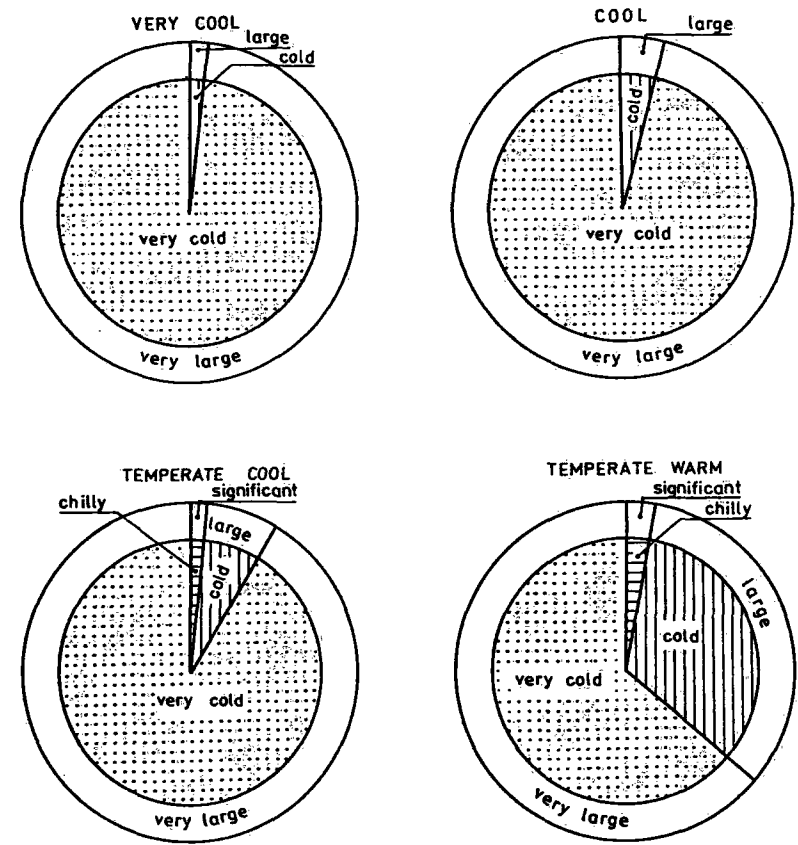 VERY COOL
large
cold
very cold
very large
COOL
large
cold
very cold
very large
TEMPERATE COOL
significant
chilly
large
cold
very cold
very large
TEMPERATE WARM
significant
chilly
large
cold
very cold
very large